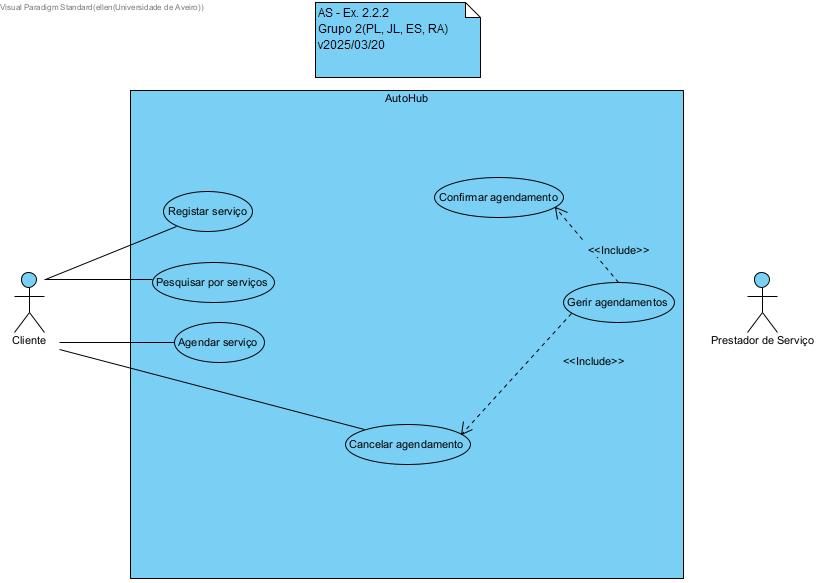 Visual Paradigm Standard(ellen(Universidade de Aveiro))
AS - Ex. 2.2.2
Grupo 2(PL, JL, ES, RA)
v2025/03/20
AutoHub
Confirmar agendamento
Registar serviço
<<Include>>
Pesquisar por serviços
Gerir agendamentos
Cliente
Agendar serviço
Prestador de Serviço
<<Include>>
Cancelar agendamento